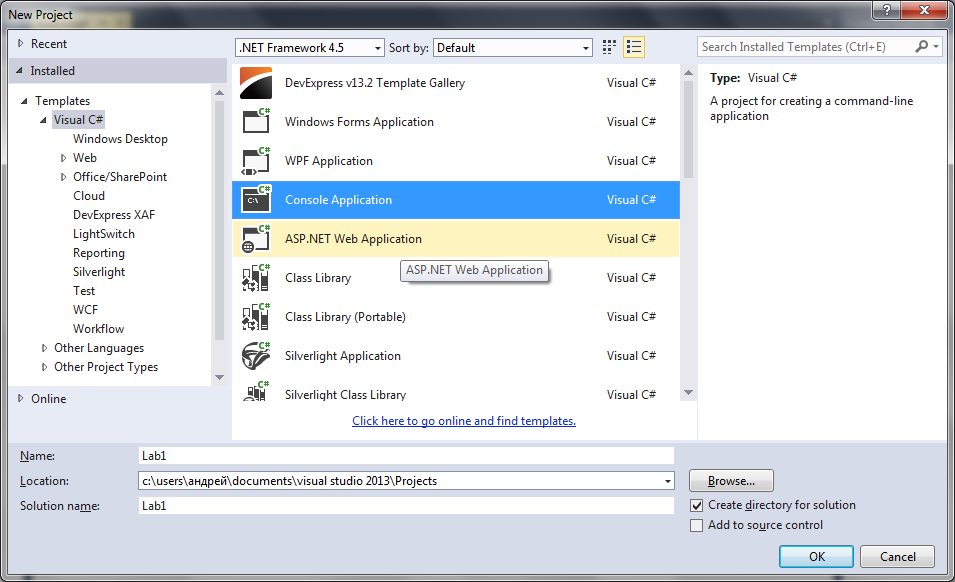 New Project
Recent
Installed
Templates
Visual C#
Windows Desktop
Web
Office/SharePoint
Cloud
DevExpress XAF
LightSwitch
Reporting
Silverlight
Test
WCF
Workflow
Other Languages
Other Project Types
Online
.NET Framework 4.5 Sort by: Default
DevExpress v13.2 Template Gallery Visual C#
Windows Forms Application Visual C#
WPF Application Visual C#
Console Application Visual C#
ASP.NET Web Application Visual C#
ASP.NET Web Application
Class Library Visual C#
Class Library (Portable) Visual C#
Silverlight Application Visual C#
Silverlight Class Library Visual C#
Click here to go online and find templates.
Search Installed Templates (Ctrl+E)
Type: Visual C#
A project for creating a command-line
application
Name: Lab1
Location: c:\users\андрей\documents\visual studio 2013\Projects Browse...
Solution name: Lab1
Create directory for solution
Add to source control
OK Cancel